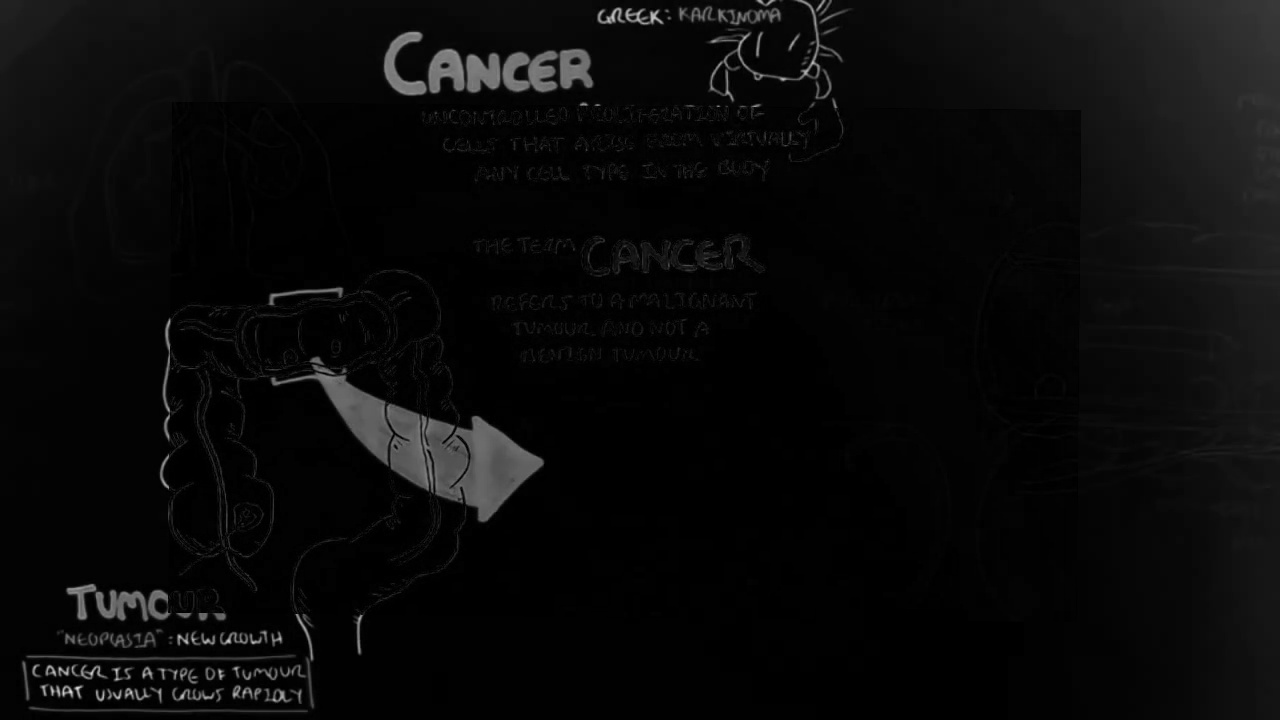 GREEK: KARKINOMA
CANCER
UNCONTROLLED PROLIFERATION OF
CELLS THAT ARISE FROM VIRTUALLY
ANY CELL TYPE IN THE BODY
THE TERM CANCER
REFERS TO A MALIGNANT
TUMOUR AND NOT A
BENIGN TUMOUR
TUMOUR
"NEOPLASIA" : NEW GROWTH
CANCER IS A TYPE OF TUMOUR
THAT USUALLY GROWS RAPIDLY